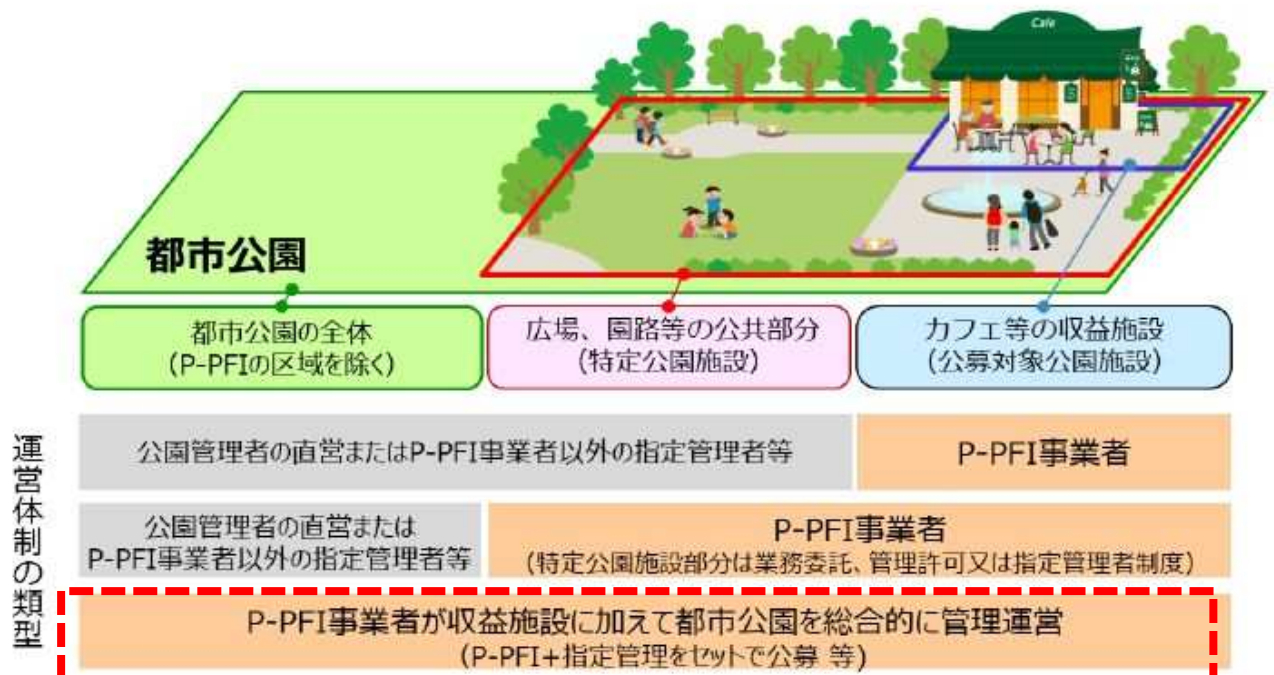 Cafe
都市公園
都市公園の全体
(P-PFIの区域を除く)
広場、園路等の公共部分
(特定公園施設)
カフェ等の収益施設
(公募対象公園施設)
運営体制の類型
公園管理者の直営またはP-PFI事業者以外の指定管理者等
P-PFI事業者
公園管理者の直営または
P-PFI事業者以外の指定管理者等
P-PFI事業者
(特定公園施設部分は業務委託、管理許可又は指定管理者制度)
P-PFI事業者が収益施設に加えて都市公園を総合的に管理運営
(P-PFI+指定管理をセットで公募 等)